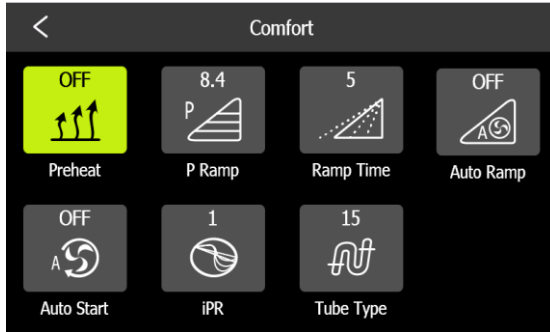 Comfort
OFF 8.4 5 OFF
P A
Preheat P Ramp Ramp Time Auto Ramp
OFF 1 15
A
Auto Start iPR Tube Type